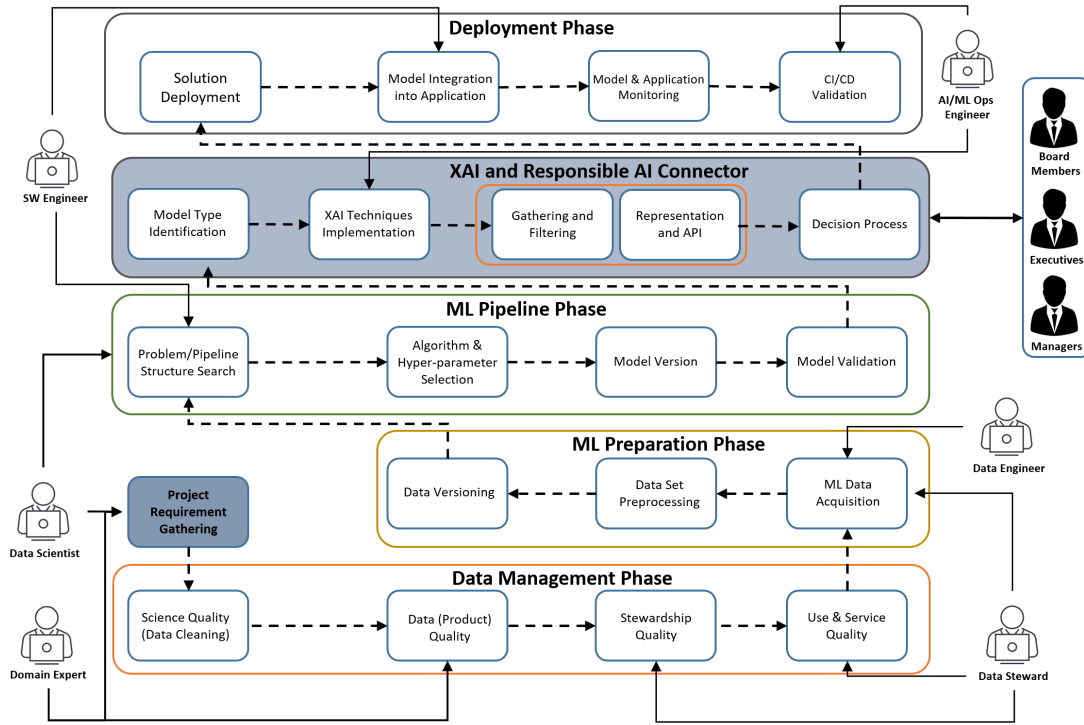 Deployment Phase
Solution
Deployment
Model Integration
into Application
Model & Application
Monitoring
CI/CD
Validation
AI/ML Ops
Engineer
Board
Members
Executives
Managers
SW Engineer
XAI and Responsible AI Connector
Model Type
Identification
XAI Techniques
Implementation
Gathering and
Filtering
Representation
and API
Decision Process
ML Pipeline Phase
Problem/Pipeline
Structure Search
Algorithm &
Hyper-parameter
Selection
Model Version
Model Validation
ML Preparation Phase
Data Versioning
Data Set
Preprocessing
ML Data
Acquisition
Data Engineer
Data Scientist
Project
Requirement
Gathering
Data Management Phase
Science Quality
(Data Cleaning)
Data (Product)
Quality
Stewardship
Quality
Use & Service
Quality
Domain Expert
Data Steward